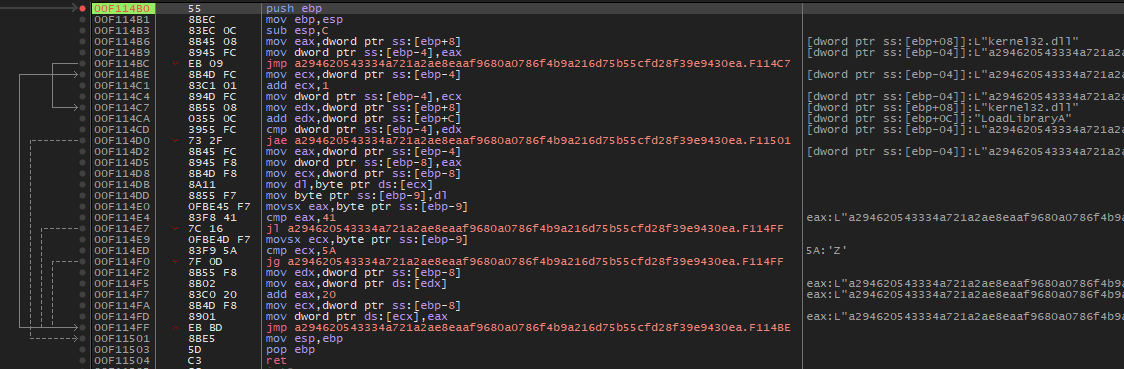 00F114B0 55 push ebp
00F114B1 8BEC mov ebp,esp
00F114B3 83EC 0C sub esp,C
00F114B6 8B45 08 mov eax,dword ptr ss:[ebp+8] [dword ptr ss:[ebp+08]]:L"kernel32.dll"
00F114B9 8945 FC mov dword ptr ss:[ebp-4],eax [dword ptr ss:[ebp-04]]:L"a294620543334a721a2
00F114BC EB 09 jmp a294620543334a721a2ae8eaaf9680a0786f4b9a216d75b55cfd28f39e9430ea.F114C7
00F114BE 8B4D FC mov ecx,dword ptr ss:[ebp-4] [dword ptr ss:[ebp-04]]:L"a294620543334a721a2
00F114C1 83C1 01 add ecx,1
00F114C4 894D FC mov dword ptr ss:[ebp-4],ecx [dword ptr ss:[ebp-04]]:L"a294620543334a721a2
00F114C7 8B55 08 mov edx,dword ptr ss:[ebp+8] [dword ptr ss:[ebp+08]]:L"kernel32.dll"
00F114CA 0355 0C add edx,dword ptr ss:[ebp+C] [dword ptr ss:[ebp+0C]]:"LoadLibraryA"
00F114CD 3955 FC cmp dword ptr ss:[ebp-4],edx [dword ptr ss:[ebp-04]]:L"a294620543334a721a2
00F114D0 73 2F jae a294620543334a721a2ae8eaaf9680a0786f4b9a216d75b55cfd28f39e9430ea.F11501
00F114D2 8B45 FC mov eax,dword ptr ss:[ebp-4] [dword ptr ss:[ebp-04]]:L"a294620543334a721a2
00F114D5 8945 F8 mov dword ptr ss:[ebp-8],eax
00F114D8 8B4D F8 mov ecx,dword ptr ss:[ebp-8]
00F114DB 8A11 mov dl,byte ptr ds:[ecx]
00F114DD 8855 F7 mov byte ptr ss:[ebp-9],dl
00F114E0 0FBE45 F7 movsx eax,byte ptr ss:[ebp-9]
00F114E4 83F8 41 cmp eax,41 eax:L"a294620543334a721a2ae8eaaf9680a0786f4b9
00F114E7 7C 16 jl a294620543334a721a2ae8eaaf9680a0786f4b9a216d75b55cfd28f39e9430ea.F114FF
00F114E9 0FBE4D F7 movsx ecx,byte ptr ss:[ebp-9]
00F114ED 83F9 5A cmp ecx,5A 5A:'Z'
00F114F0 7F 0D jg a294620543334a721a2ae8eaaf9680a0786f4b9a216d75b55cfd28f39e9430ea.F114FF
00F114F2 8B55 F8 mov edx,dword ptr ss:[ebp-8]
00F114F5 8B02 mov eax,dword ptr ds:[edx] eax:L"a294620543334a721a2ae8eaaf9680a0786f4b9
00F114F7 83C0 20 add eax,20 eax:L"a294620543334a721a2ae8eaaf9680a0786f4b9
00F114FA 8B4D F8 mov ecx,dword ptr ss:[ebp-8]
00F114FD 8901 mov dword ptr ds:[ecx],eax eax:L"a294620543334a721a2ae8eaaf9680a0786f4b9
00F114FF EB BD jmp a294620543334a721a2ae8eaaf9680a0786f4b9a216d75b55cfd28f39e9430ea.F114BE
00F11501 8BE5 mov esp,ebp
00F11503 5D pop ebp
00F11504 C3 ret